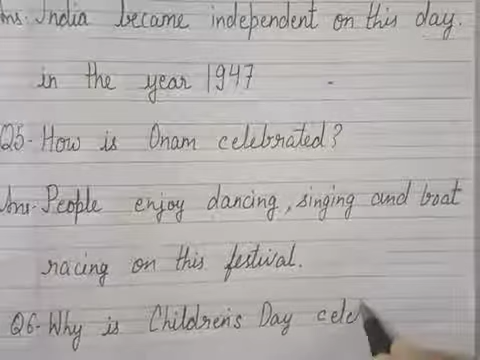 Ans. India became independent on this day.
in the year 1947
Q5. How is Onam celebrated?
Ans. People enjoy dancing, singing and boat
racing on this festival.
Q6. Why is Children's Day cele